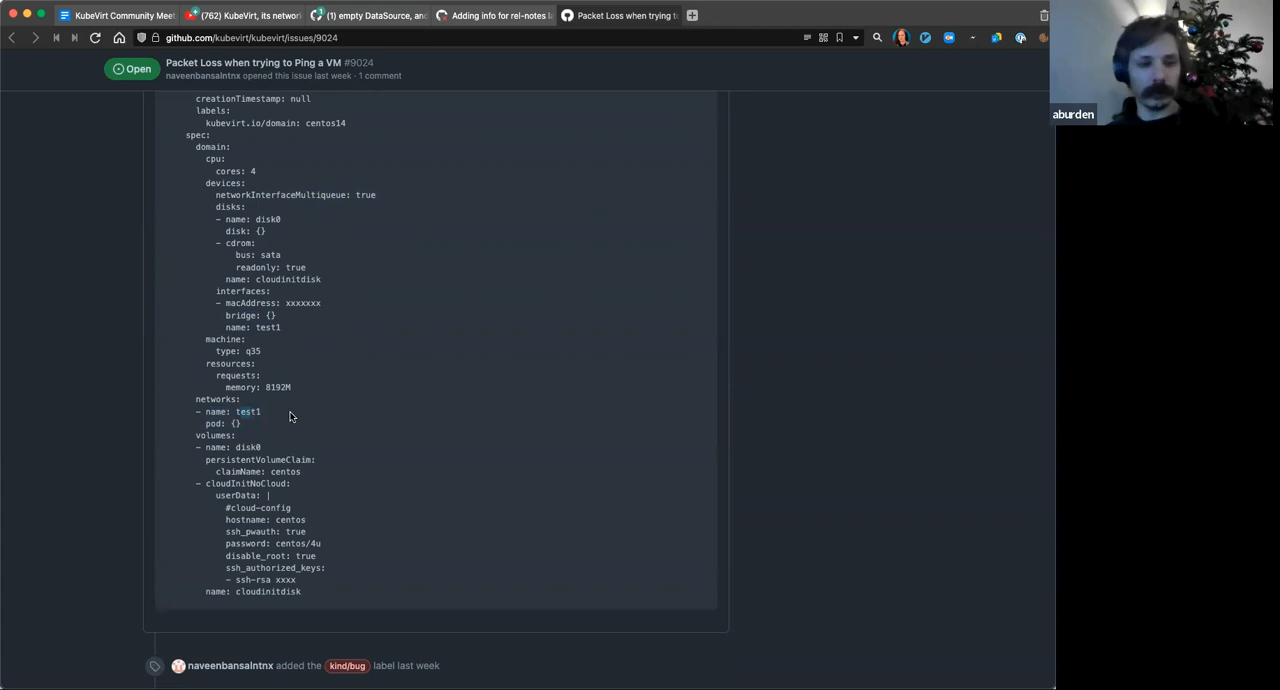 KubeVirt Community Meet
(762) KubeVirt, its networ
(1) empty DataSource, an
Adding info for rel-notes
Packet Loss when trying to
github.com/kubevirt/kubevirt/issues/9024
Open
Packet Loss when trying to Ping a VM #9024
naveenbansalntnx opened this issue last week · 1 comment
aburden
creationTimestamp: null
labels:
kubevirt.io/domain: centos14
spec:
domain:
cpu:
cores: 4
devices:
networkInterfaceMultiqueue: true
disks:
- name: disk0
disk: {}
- cdrom:
bus: sata
readonly: true
name: cloudinitdisk
interfaces:
- macAddress: xxxxxxx
bridge: {}
name: test1
machine:
type: q35
resources:
requests:
memory: 8192M
networks:
- name: test1
pod: {}
volumes:
- name: disk0
persistentVolumeClaim:
claimName: centos
- cloudInitNoCloud:
userData: |
#cloud-config
hostname: centos
ssh_pwauth: true
password: centos/4u
disable_root: true
ssh_authorized_keys:
- ssh-rsa xxxx
name: cloudinitdisk
naveenbansalntnx added the kind/bug label last week